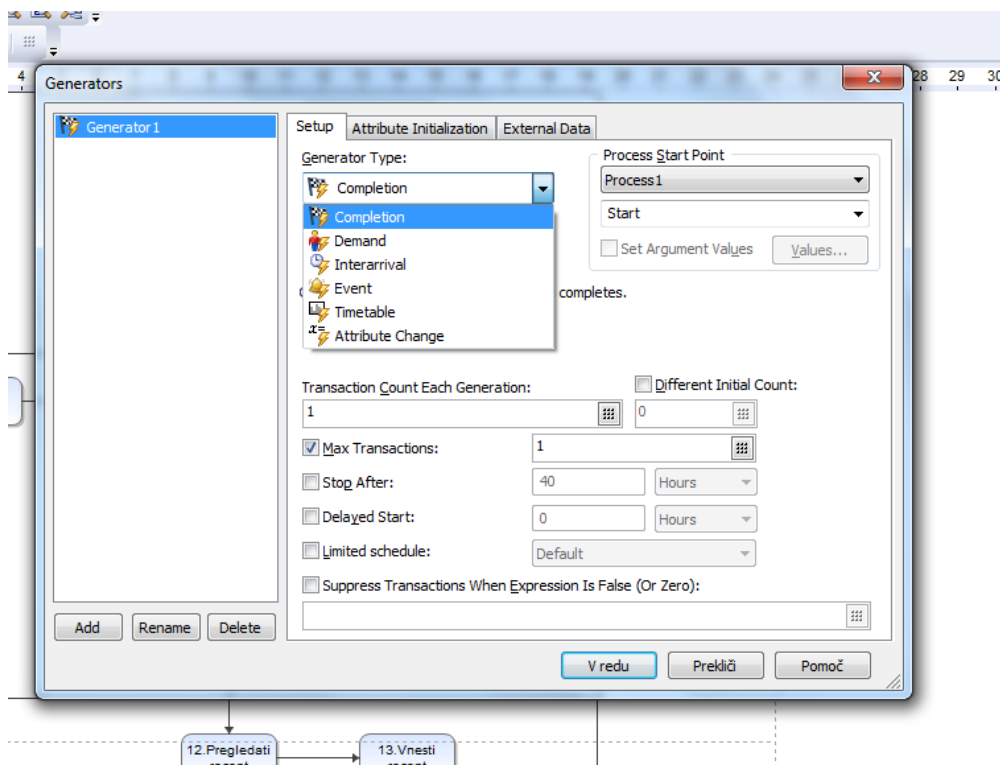 4 28 29 30
Generators
Generator1
Setup Attribute Initialization External Data
Generator Type:
Process Start Point
Completion
Process1
Completion
Start
Demand
Set Argument Values Values...
Interarrival
Event
completes.
Timetable
x=
Attribute Change
Transaction Count Each Generation:
Different Initial Count:
1 0
Max Transactions: 1
Stop After: 40 Hours
Delayed Start: 0 Hours
Limited schedule: Default
Suppress Transactions When Expression Is False (Or Zero):
Add Rename Delete
V redu Prekliči Pomoč
12.Pregledati 13.Vnesti